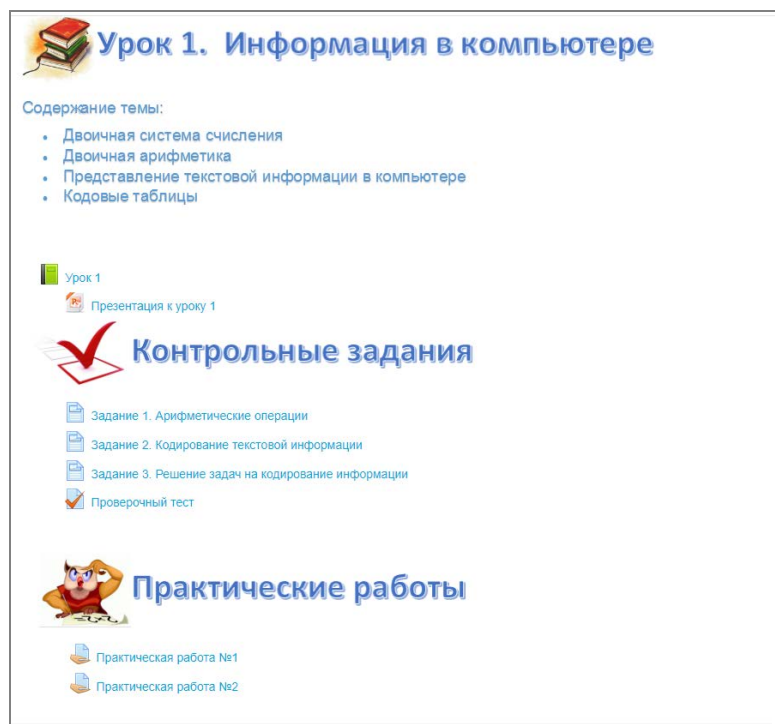 Урок 1. Информация в компьютере
Содержание темы:
• Двоичная система счисления
• Двоичная арифметика
• Представление текстовой информации в компьютере
• Кодовые таблицы
Урок 1
Презентация к уроку 1
Контрольные задания
Задание 1. Арифметические операции
Задание 2. Кодирование текстовой информации
Задание 3. Решение задач на кодирование информации
Проверочный тест
Практические работы
Практическая работа №1
Практическая работа №2